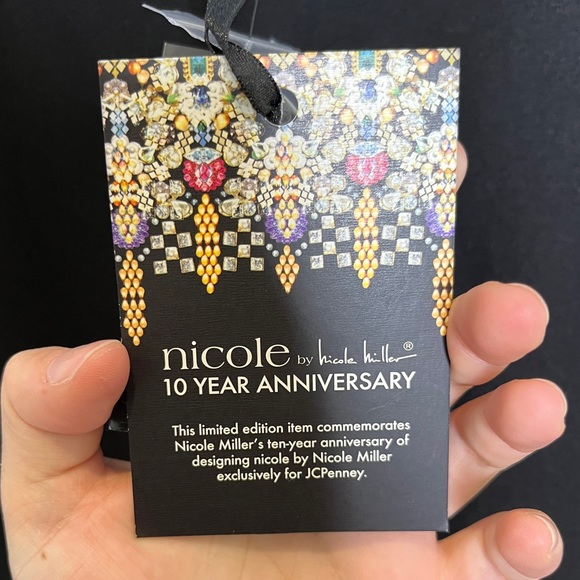 nicole by nicole miller®
10 YEAR ANNIVERSARY
This limited edition item commemorates
Nicole Miller's ten-year anniversary of
designing nicole by Nicole Miller
exclusively for JCPenney.